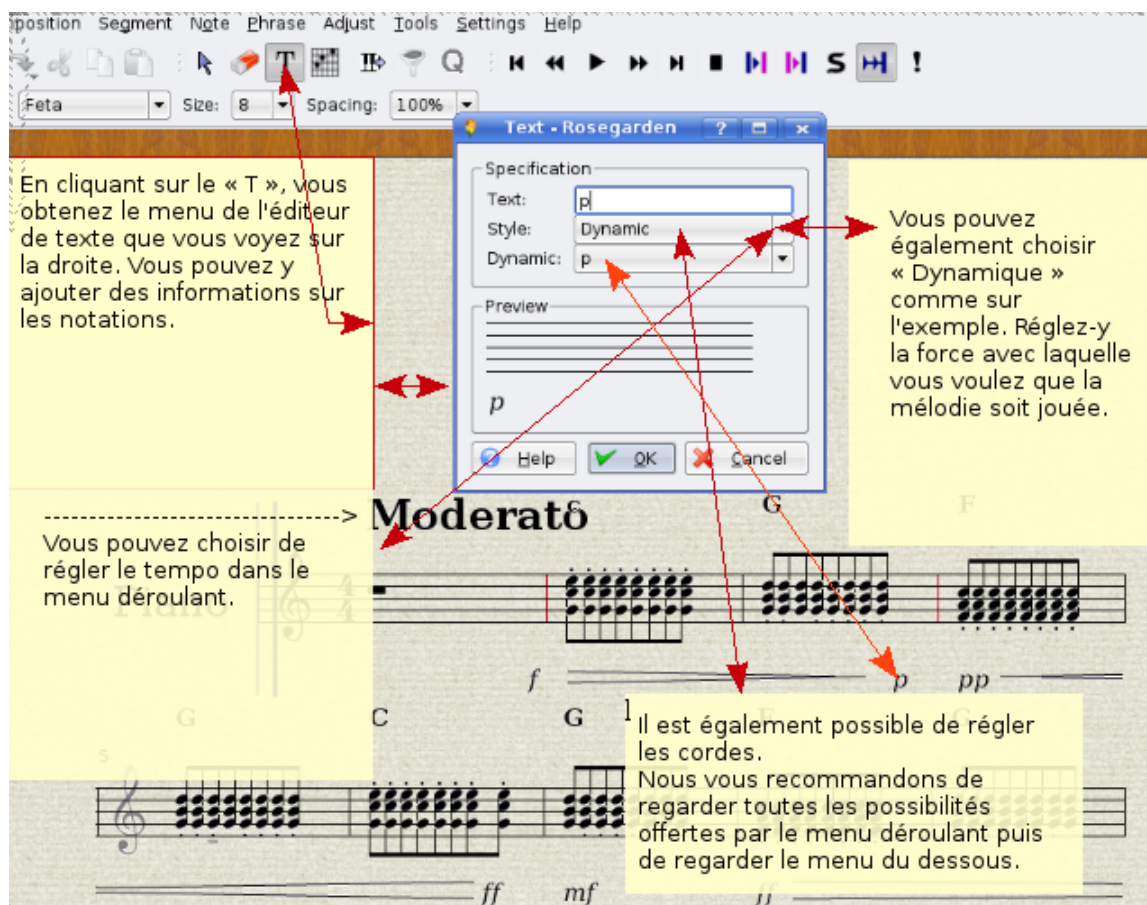 position Segment Note Phrase Adjust Tools Settings Help
T Q S !
Feta Size: 8 Spacing: 100%
Text - Rosegarden ?
Specification
Text: p
Style: Dynamic
Dynamic: p
Preview
p
Help OK Cancel
En cliquant sur le « T », vous
obtenez le menu de l'éditeur
de texte que vous voyez sur
la droite. Vous pouvez y
ajouter des informations sur
les notations.
Vous pouvez
également choisir
« Dynamique »
comme sur
l'exemple. Réglez-y
la force avec laquelle
vous voulez que la
mélodie soit jouée.
------------------------------->
Vous pouvez choisir de
régler le tempo dans le
menu déroulant.
Moderato
C G F
Piano 4 4
f p pp
G C G F G
5
Il est également possible de régler
les cordes.
Nous vous recommandons de
regarder toutes les possibilités
offertes par le menu déroulant puis
de regarder le menu du dessous.
ff mf ff